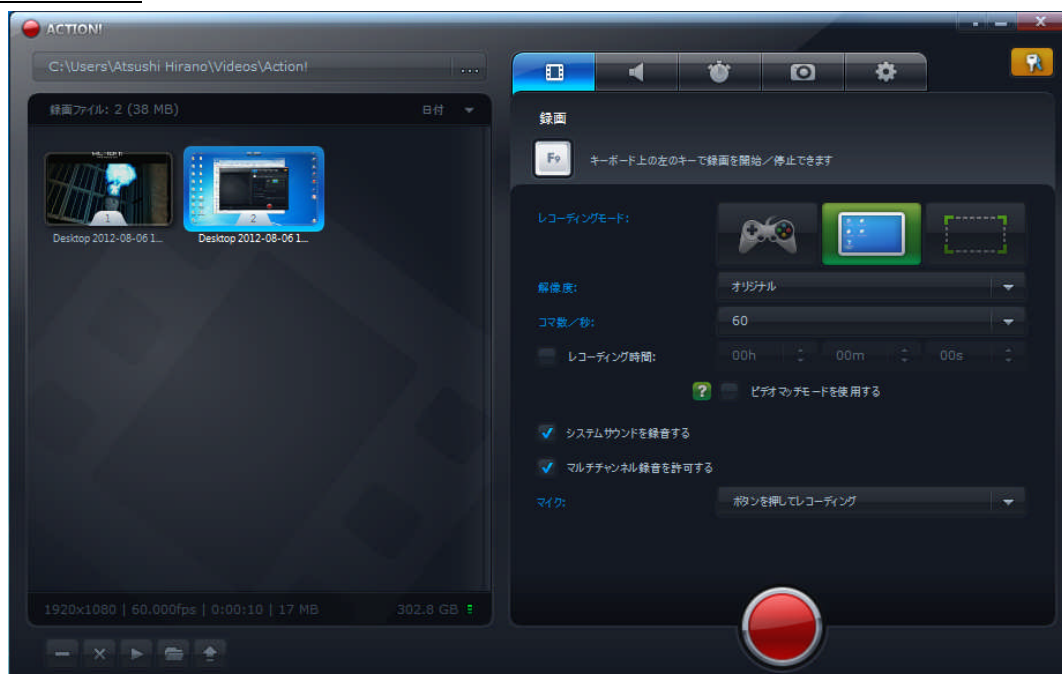 ACTION!
C:\Users\Atsushi Hirano\Videos\Action!
...
録画ファイル: 2 (38 MB)
日付
1
Desktop 2012-08-06 1...
2
Desktop 2012-08-06 1...
1920x1080 | 60.000fps | 0:00:10 | 17 MB
302.8 GB
録画
F9
キーボード上の左のキーで録画を開始/停止できます
レコーディングモード:
解像度:
オリジナル
コマ数/秒:
60
レコーディング時間:
00h
00m
00s
?
ビデオマッチモードを使用する
システムサウンドを録音する
マルチチャンネル録音を許可する
マイク:
ボタンを押してレコーディング